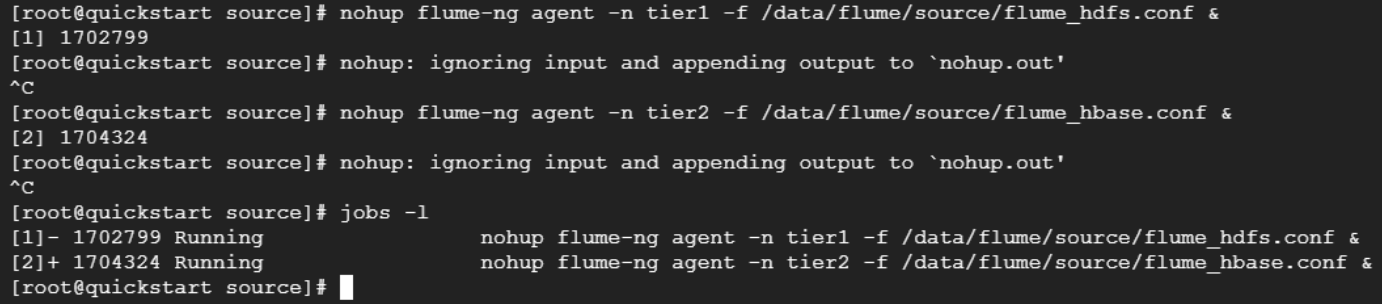 [root@quickstart source]# nohup flume-ng agent -n tier1 -f /data/flume/source/flume_hdfs.conf &
[1] 1702799
[root@quickstart source]# nohup: ignoring input and appending output to `nohup.out'
^C
[root@quickstart source]# nohup flume-ng agent -n tier2 -f /data/flume/source/flume_hbase.conf &
[2] 1704324
[root@quickstart source]# nohup: ignoring input and appending output to `nohup.out'
^C
[root@quickstart source]# jobs -l
[1]- 1702799 Running                 nohup flume-ng agent -n tier1 -f /data/flume/source/flume_hdfs.conf &
[2]+ 1704324 Running                 nohup flume-ng agent -n tier2 -f /data/flume/source/flume_hbase.conf &
[root@quickstart source]#